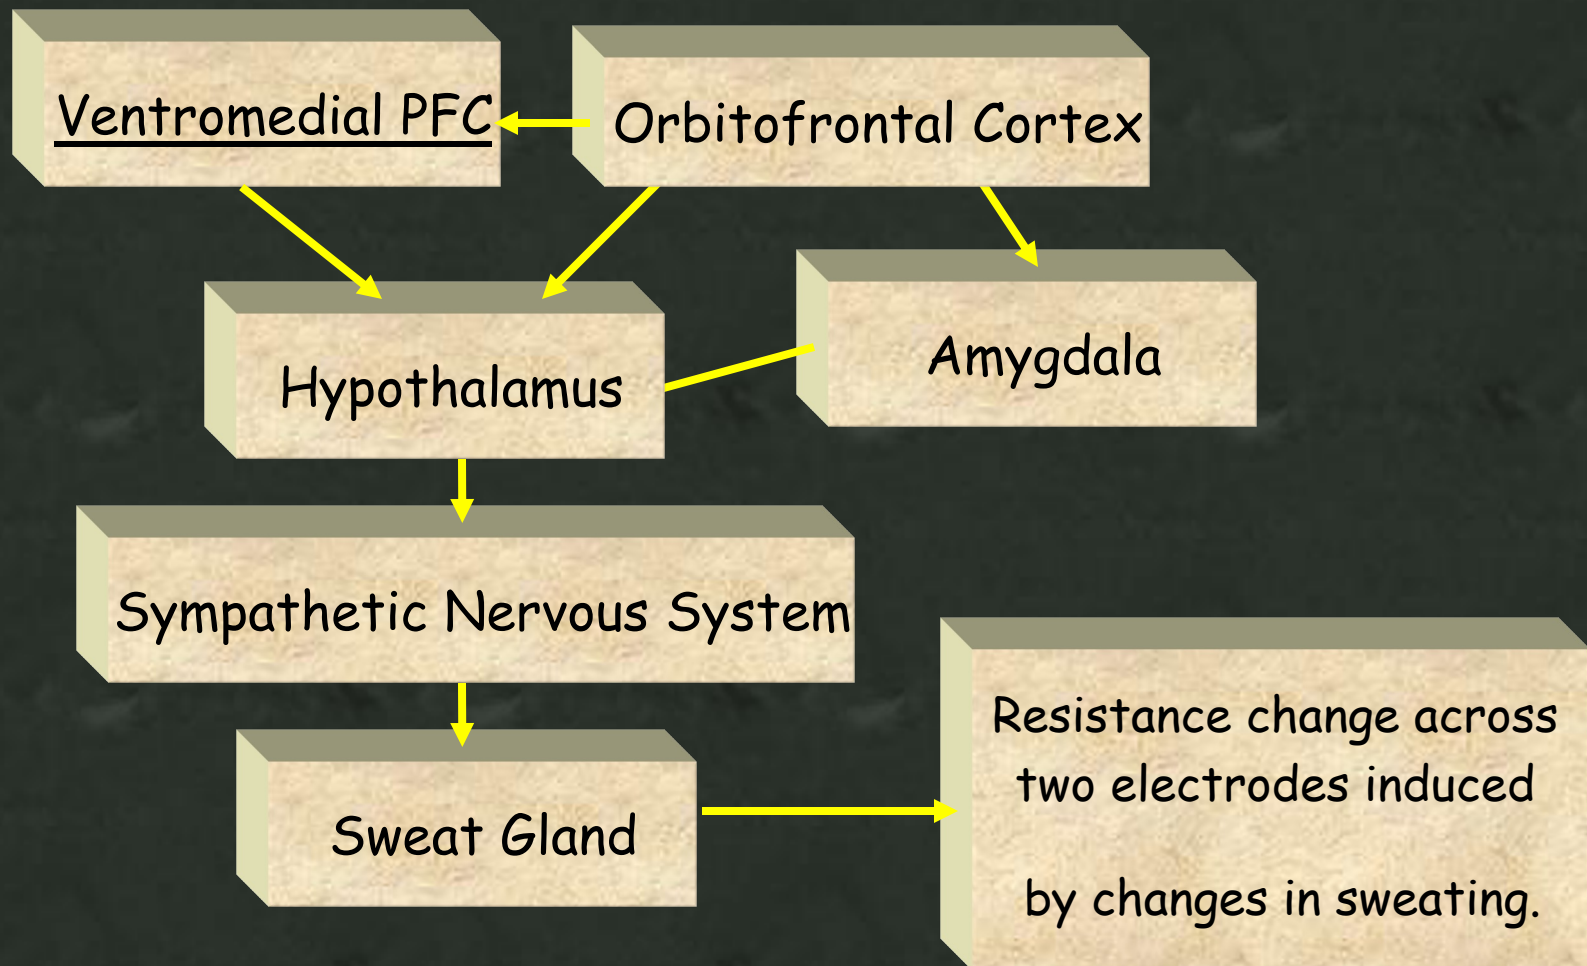 Ventromedial PFC
Orbitofrontal Cortex
Hypothalamus
Amygdala
Sympathetic Nervous System
Sweat Gland
Resistance change across
two electrodes induced
by changes in sweating.